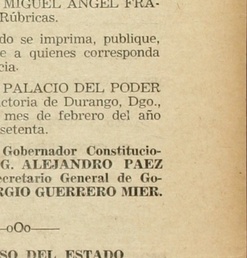 MIGUEL ANGEL FRA-
Rúbricas.
do se imprima, publique,
e a quienes corresponda
cia.
PALACIO DEL PODER
actoria de Durango, Dgo.,
mes de febrero del año
setenta.
Gobernador Constitucio-
G. ALEJANDRO PAEZ
ecretario General de Go-
RGIO GUERRERO MIER.
—oOo—
SO DEL ESTADO